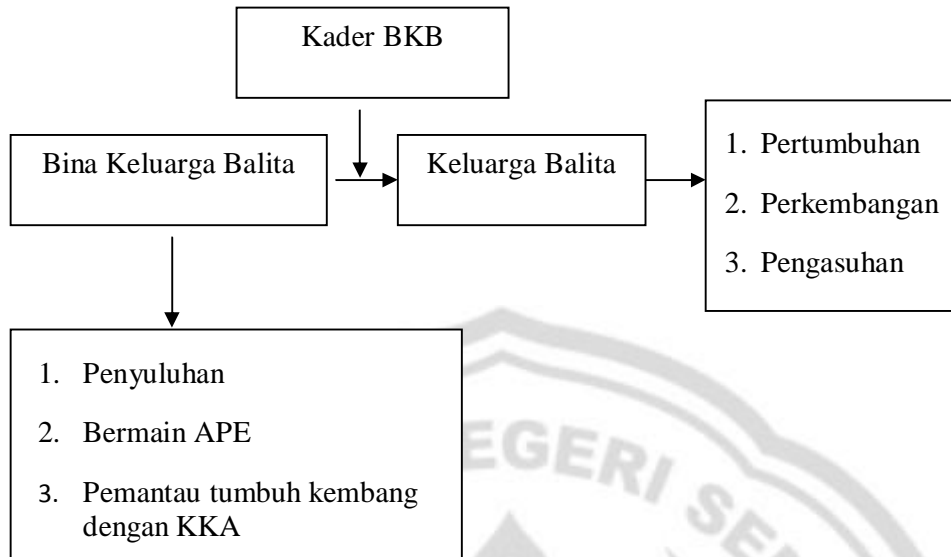 Kader BKB
Bina Keluarga Balita
Keluarga Balita
1. Pertumbuhan
2. Perkembangan
3. Pengasuhan
1. Penyuluhan
2. Bermain APE
3. Pemantau tumbuh kembang
dengan KKA
EGERI